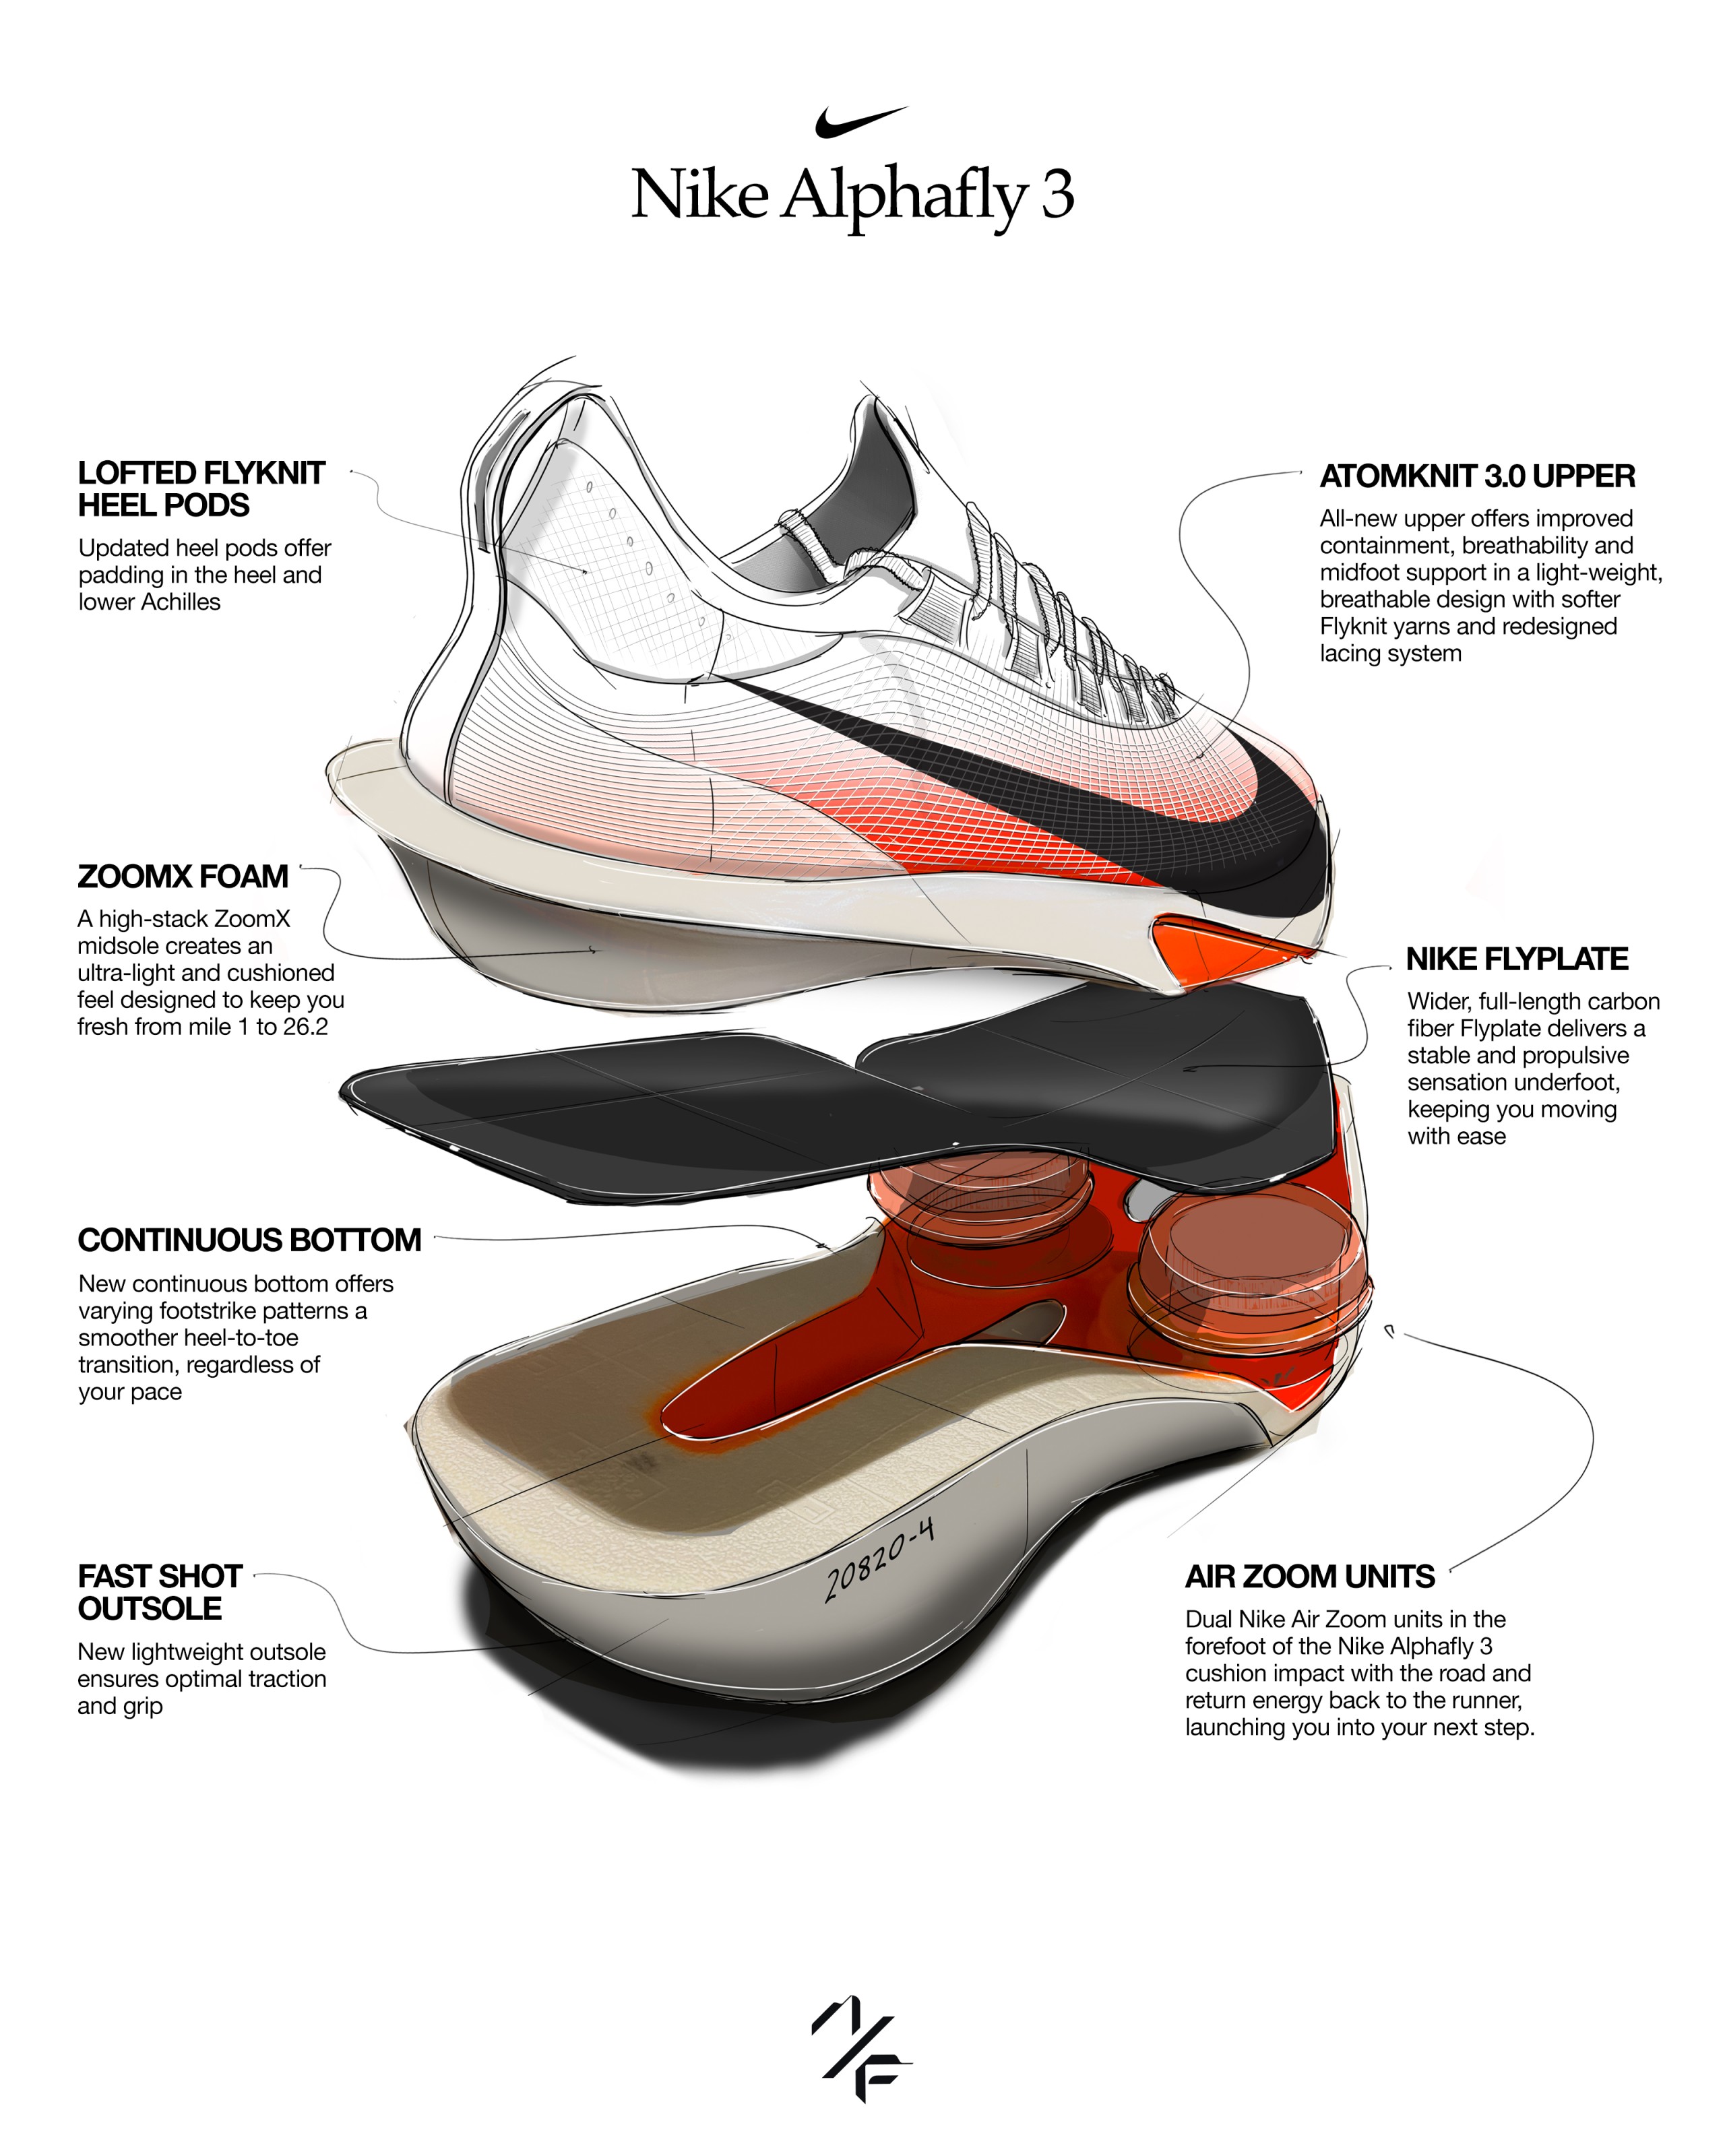 Nike Alphafly 3
LOFTED FLYKNIT
HEEL PODS
Updated heel pods offer
padding in the heel and
lower Achilles
ATOMKNIT 3.0 UPPER
All-new upper offers improved
containment, breathability and
midfoot support in a light-weight,
breathable design with softer
Flyknit yarns and redesigned
lacing system
ZOOMX FOAM
A high-stack ZoomX
midsole creates an
ultra-light and cushioned
feel designed to keep you
fresh from mile 1 to 26.2
NIKE FLYPLATE
Wider, full-length carbon
fiber Flyplate delivers a
stable and propulsive
sensation underfoot,
keeping you moving
with ease
CONTINUOUS BOTTOM
New continuous bottom offers
varying footstrike patterns a
smoother heel-to-toe
transition, regardless of
your pace
20820-4
FAST SHOT
OUTSOLE
New lightweight outsole
ensures optimal traction
and grip
AIR ZOOM UNITS
Dual Nike Air Zoom units in the
forefoot of the Nike Alphafly 3
cushion impact with the road and
return energy back to the runner,
launching you into your next step.
A/F